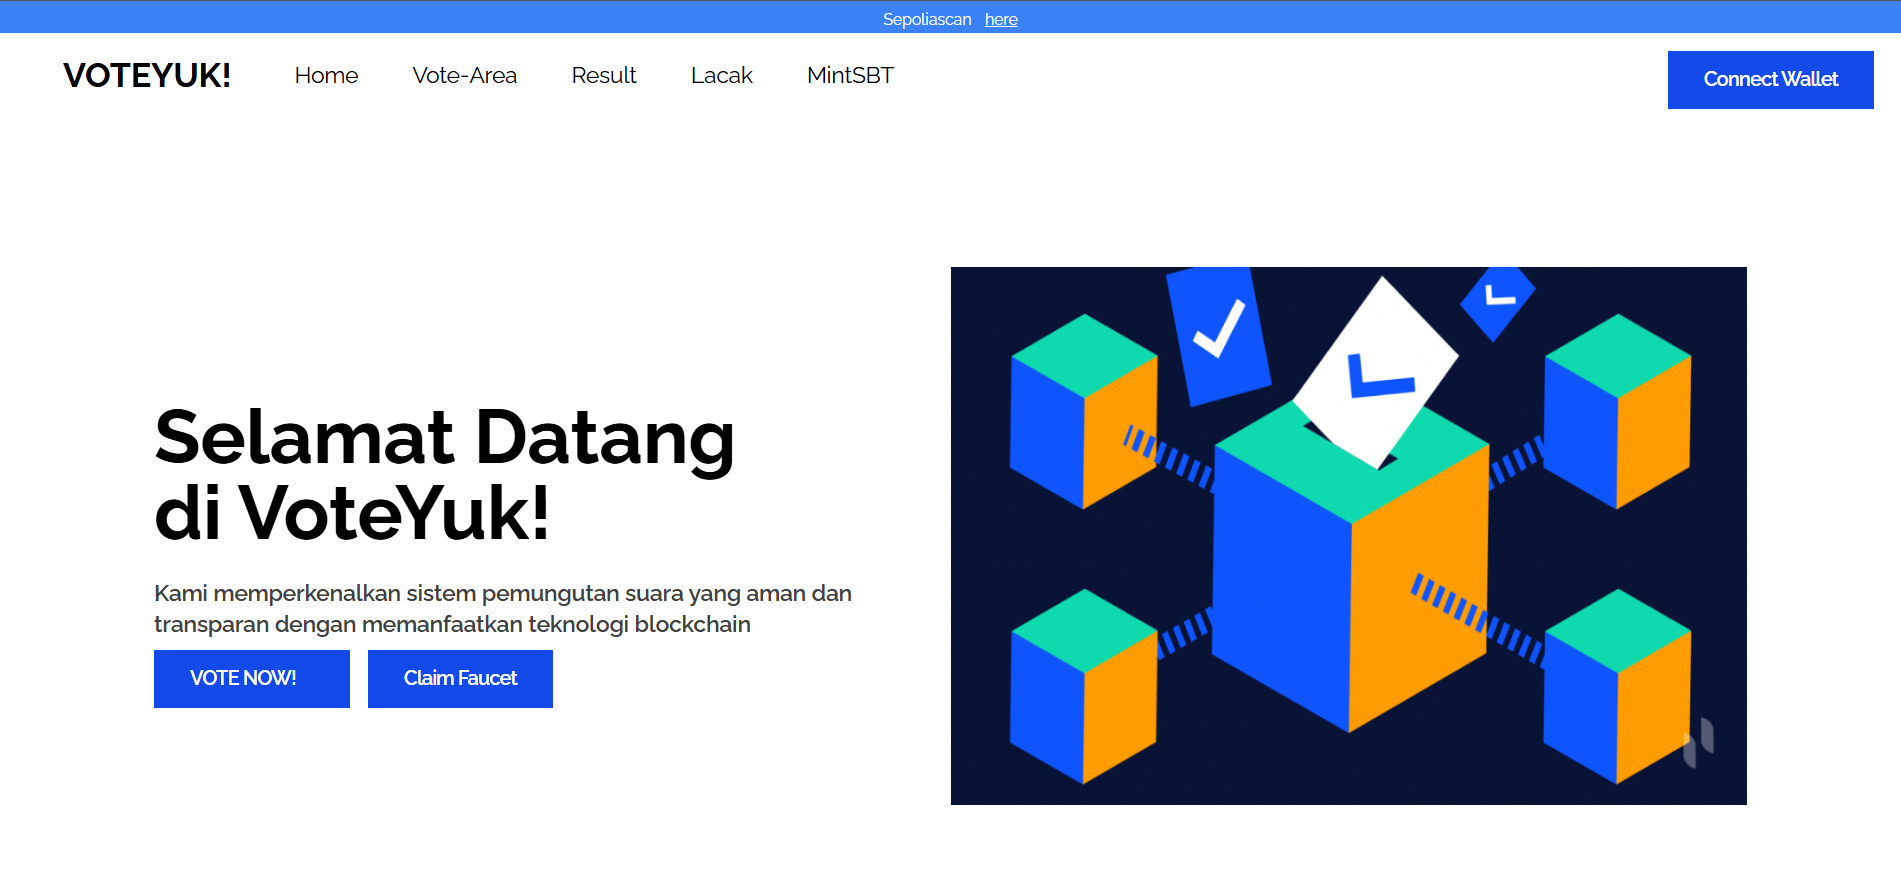 Sepoliascan here
VOTEYUK! Home Vote-Area Result Lacak MintSBT Connect Wallet
Selamat Datang
di VoteYuk!
Kami memperkenalkan sistem pemungutan suara yang aman dan
transparan dengan memanfaatkan teknologi blockchain
VOTE NOW! Claim Faucet